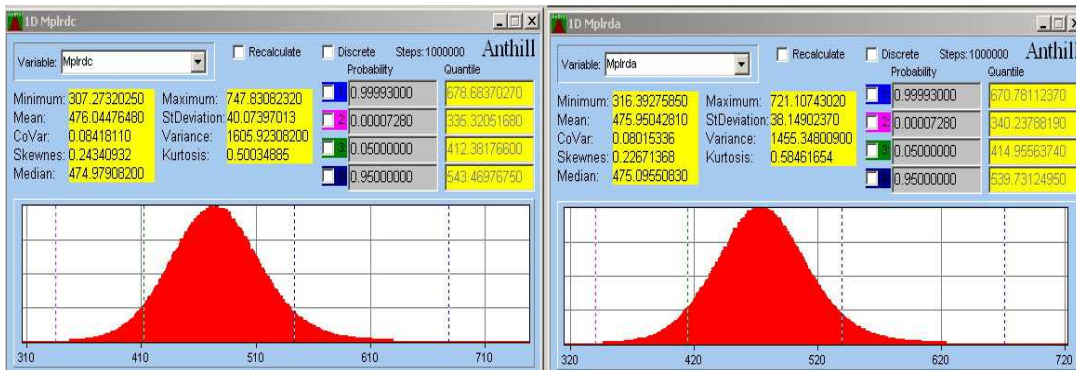 1D Mplrdc
Variable: Mplrdc
Recalculate
Discrete
Steps:1000000
Anthill
Probability Quantile
Minimum: 307.27320250 Maximum: 747.83082320
Mean: 476.04476480 StDeviation: 40.07397013
CoVar: 0.08418110 Variance: 1605.92308200
Skewnes: 0.24340932 Kurtosis: 0.50034885
Median: 474.97908200
0.99993000 678.68370270
2 0.00007280 335.32051680
3 0.05000000 412.38176600
0.95000000 543.46976750
310 410 510 610 710
1D Mplrda
Variable: Mplrda
Recalculate
Discrete
Steps:1000000
Anthill
Probability Quantile
Minimum: 316.39275850 Maximum: 721.10743020
Mean: 475.95042810 StDeviation: 38.14902370
CoVar: 0.08015336 Variance: 1455.34800900
Skewnes: 0.22671368 Kurtosis: 0.58461654
Median: 475.09550830
0.99993000 670.78112370
2 0.00007280 340.23788190
3 0.05000000 414.95563740
0.95000000 539.73124950
320 420 520 620 720